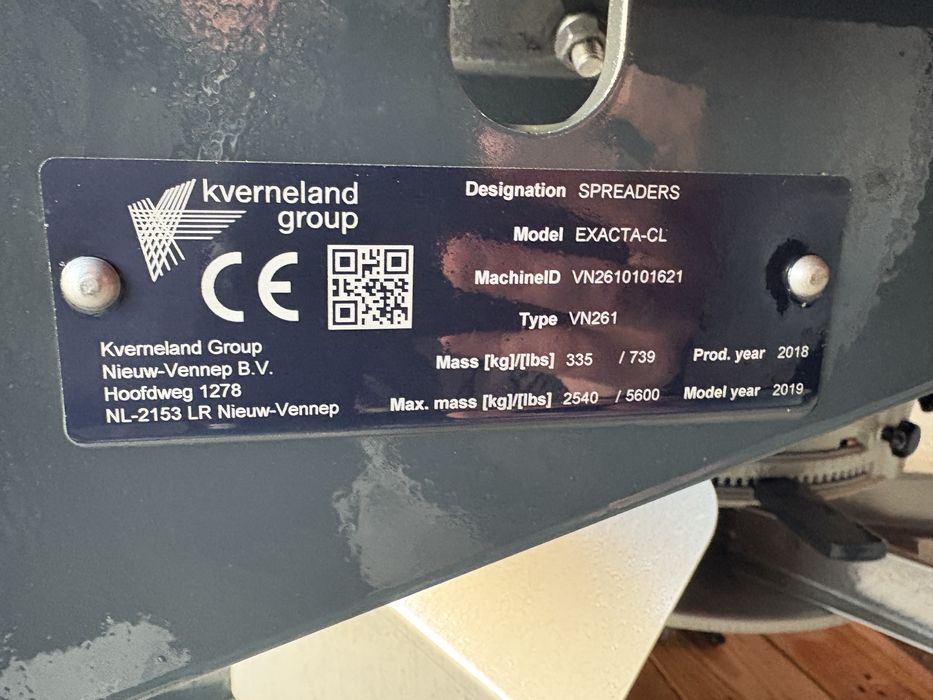 kverneland
group
CE
Kverneland Group
Nieuw-Vennep B.V.
Hoofdweg 1278
NL-2153 LR Nieuw-Vennep
Designation SPREADERS
Model EXACTA-CL
MachineID VN2610101621
Type VN261
Mass [kg]/[lbs] 335 / 739 Prod. year 2018
Max. mass [kg]/[lbs] 2540 / 5600 Model year 2019